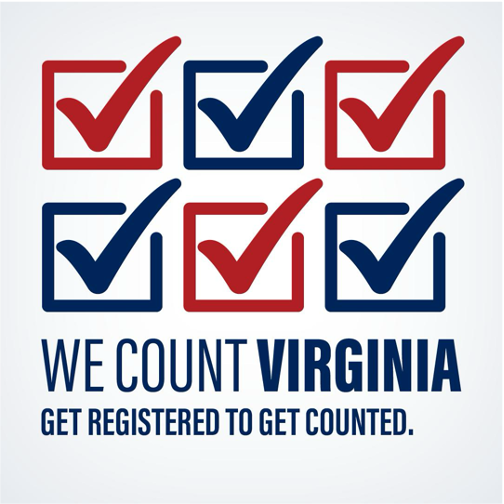 WE COUNT VIRGINIA
GET REGISTERED TO GET COUNTED.